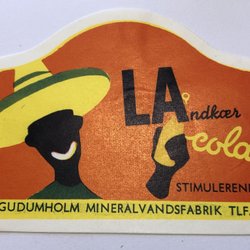 LAndkær
cola
STIMULEREN
GUDUMHOLM MINERALVANDSFABRIK TLF.